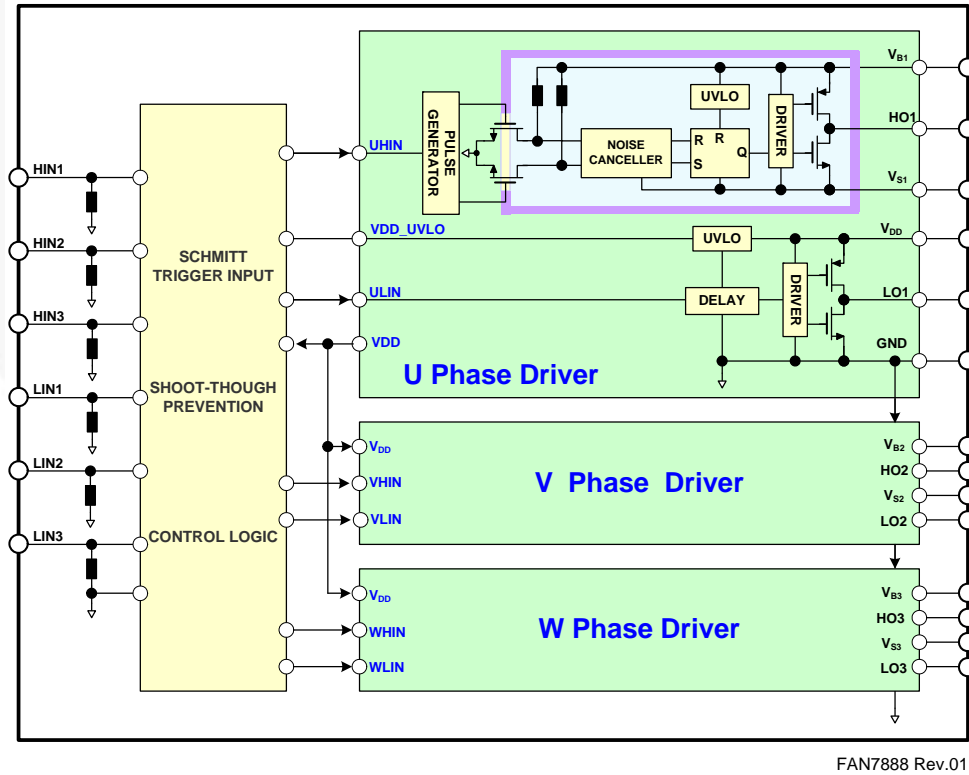 HIN1
HIN2
HIN3
LIN1
LIN2
LIN3
SCHMITT
TRIGGER INPUT
SHOOT-THOUGH
PREVENTION
CONTROL LOGIC
UHIN
VDD_UVLO
ULIN
VDD
PULSE
GENERATOR
NOISE
CANCELLER
UVLO
R
R
S
Q
DRIVER
VB1
HO1
VS1
UVLO
DELAY
DRIVER
VDD
LO1
GND
U Phase Driver
VDD
VHIN
VLIN
V Phase Driver
VB2
HO2
VS2
LO2
VDD
WHIN
WLIN
W Phase Driver
VB3
HO3
VS3
LO3
FAN7888 Rev.01